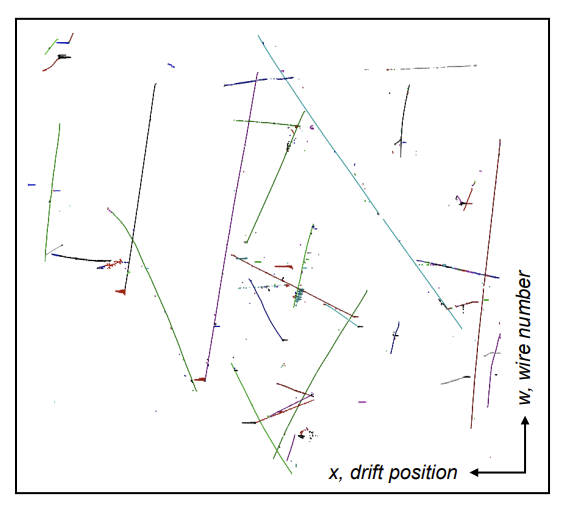 w, wire number
x, drift position